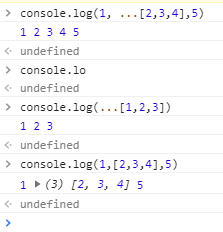 > console.log(1, ...[2,3,4],5)
1 2 3 4 5
< undefined
> console.lo
< undefined
> console.log(...[1,2,3])
1 2 3
< undefined
> console.log(1,[2,3,4],5)
1 ▶(3) [2, 3, 4] 5
< undefined
>